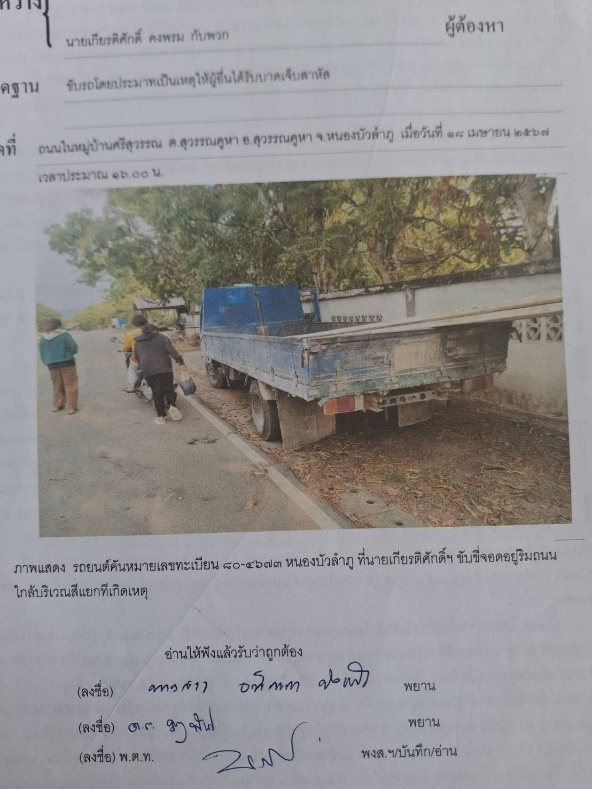 หว่าง
นายเกียรติศักดิ์ คงพรม กับพวก ผู้ต้องหา
ดฐาน ขับรถโดยประมาทเป็นเหตุให้ผู้อื่นได้รับบาดเจ็บสาหัส
ที่ ถนนในหมู่บ้านศรีสุวรรณ ต.สุวรรณคูหา อ.สุวรรณคูหา จ.หนองบัวลำภู เมื่อวันที่ ๑๘ เมษายน ๒๕๖๗
เวลาประมาณ ๑๖.๐๐ น.
ภาพแสดง รถยนต์คันหมายเลขทะเบียน ๘๐-๔๖๗๓ หนองบัวลำภู ที่นายเกียรติศักดิ์ฯ ขับขี่จอดอยู่ริมถนน
ใกล้บริเวณสี่แยกที่เกิดเหตุ
อ่านให้ฟังแล้วรับว่าถูกต้อง
(ลงชื่อ) พยาน
(ลงชื่อ) ด.ต. พยาน
(ลงชื่อ) พ.ต.ท. พงส.ฯ/บันทึก/อ่าน